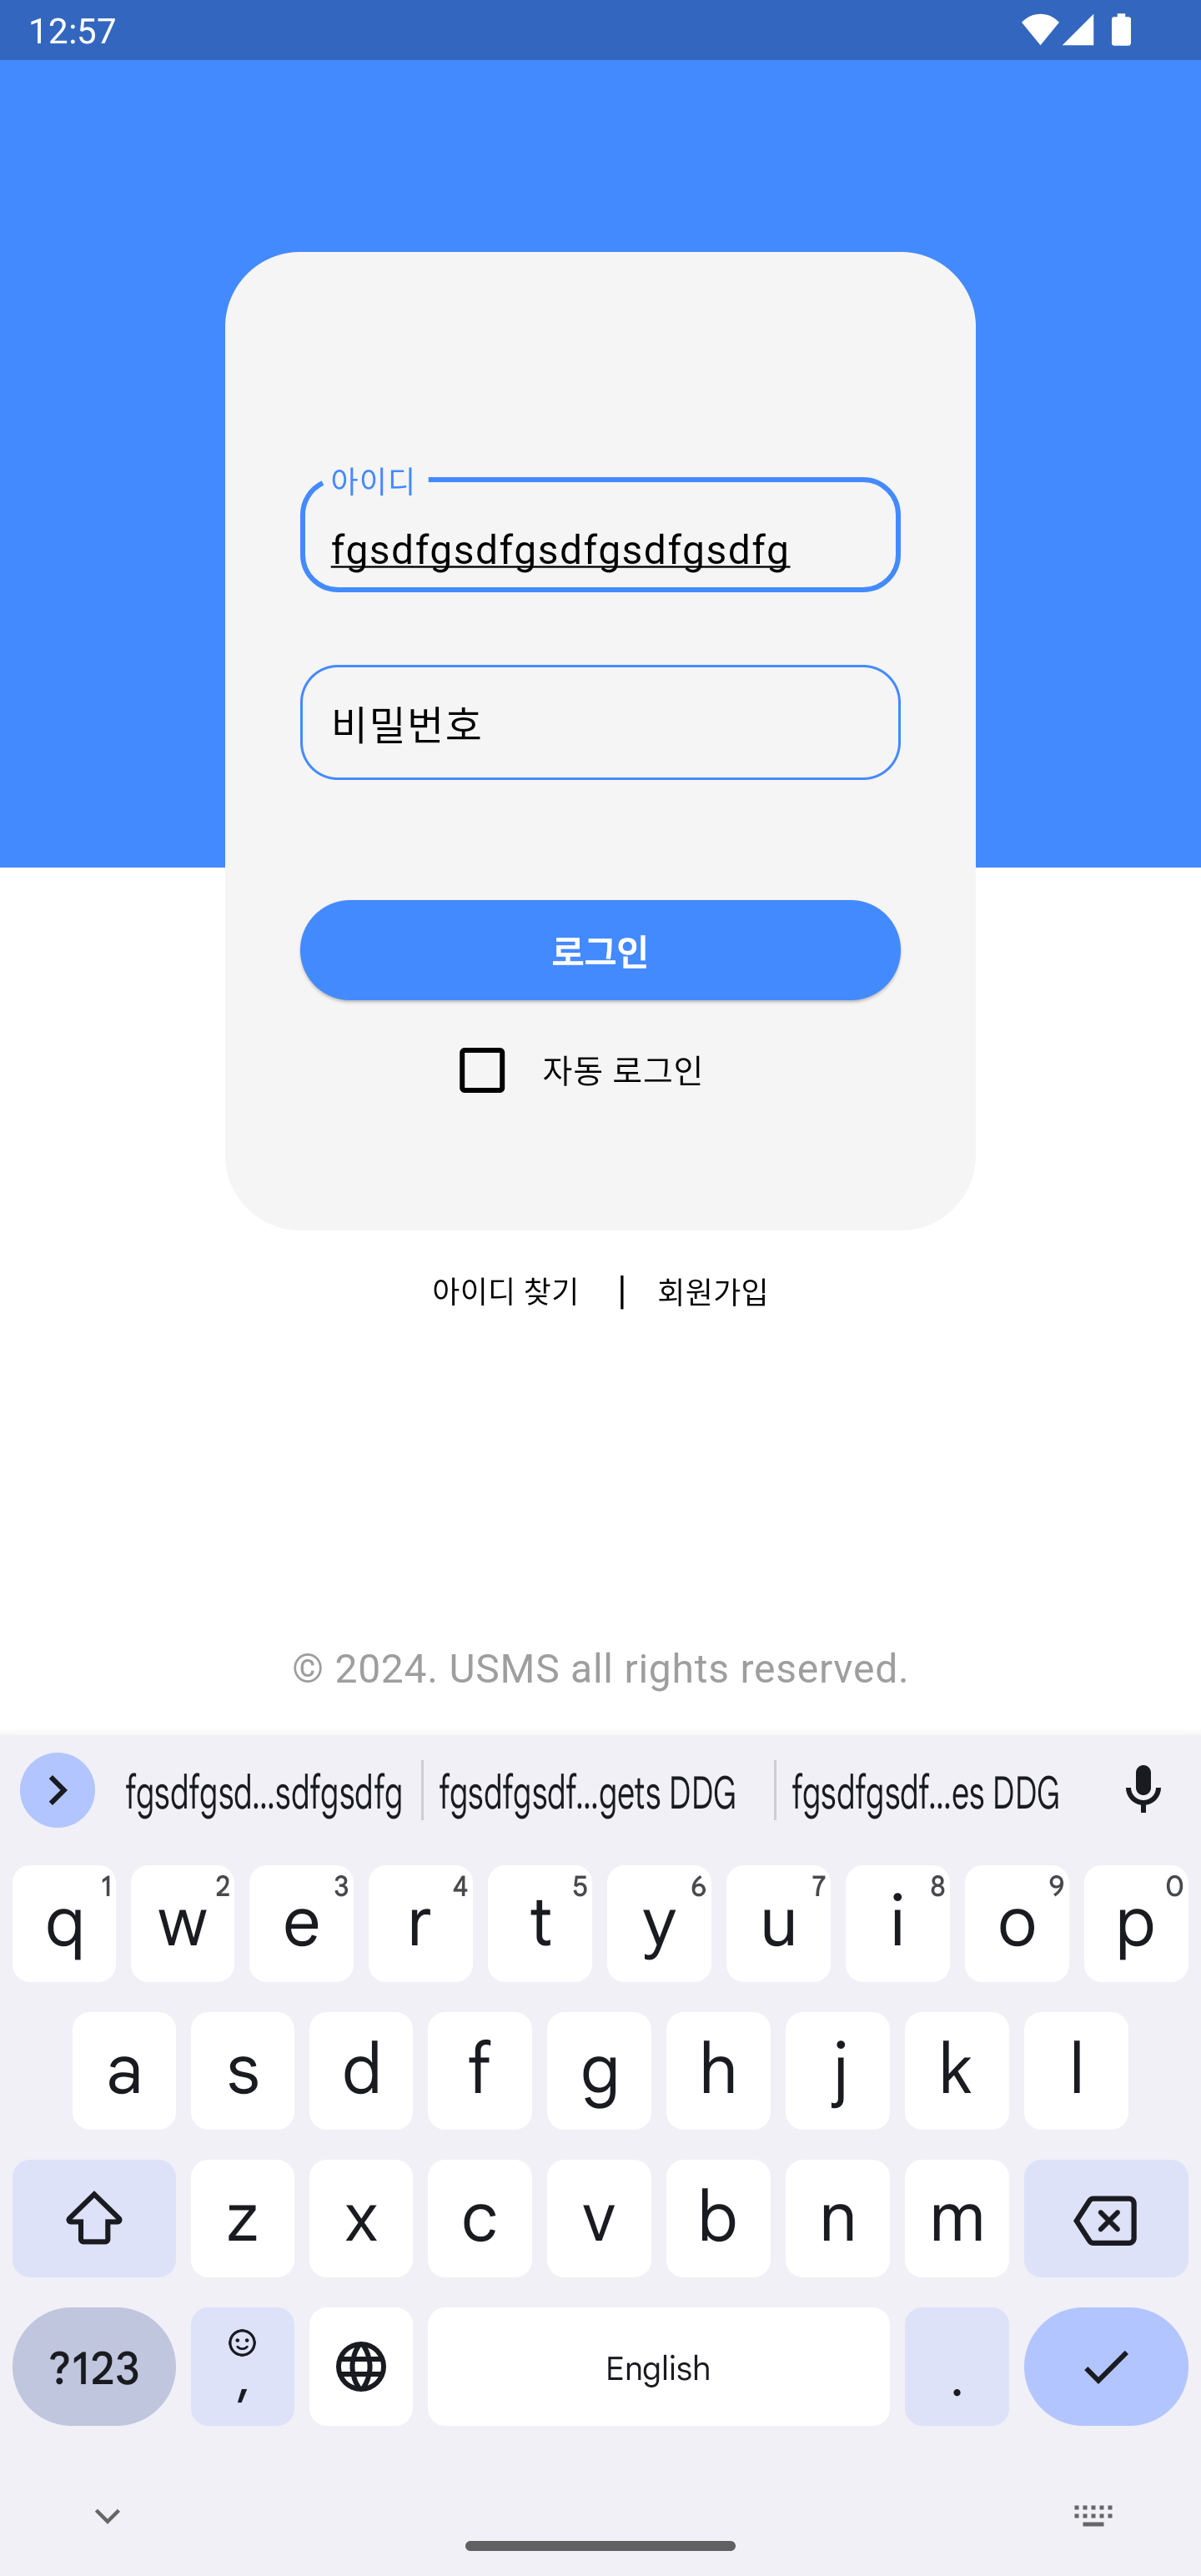 12:57
아이디
fgsdfgsdfgsdfgsdfgsdfg
비밀번호
로그인
자동 로그인
아이디 찾기 | 회원가입
© 2024. USMS all rights reserved.
fgsdfgsd...sdfgsdfg fgsdfgsdf...gets DDG fgsdfgsdf...es DDG
q 1 w 2 e 3 r 4 t 5 y 6 u 7 i 8 o 9 p 0
a s d f g h j k l
z x c v b n m
?123 , English .